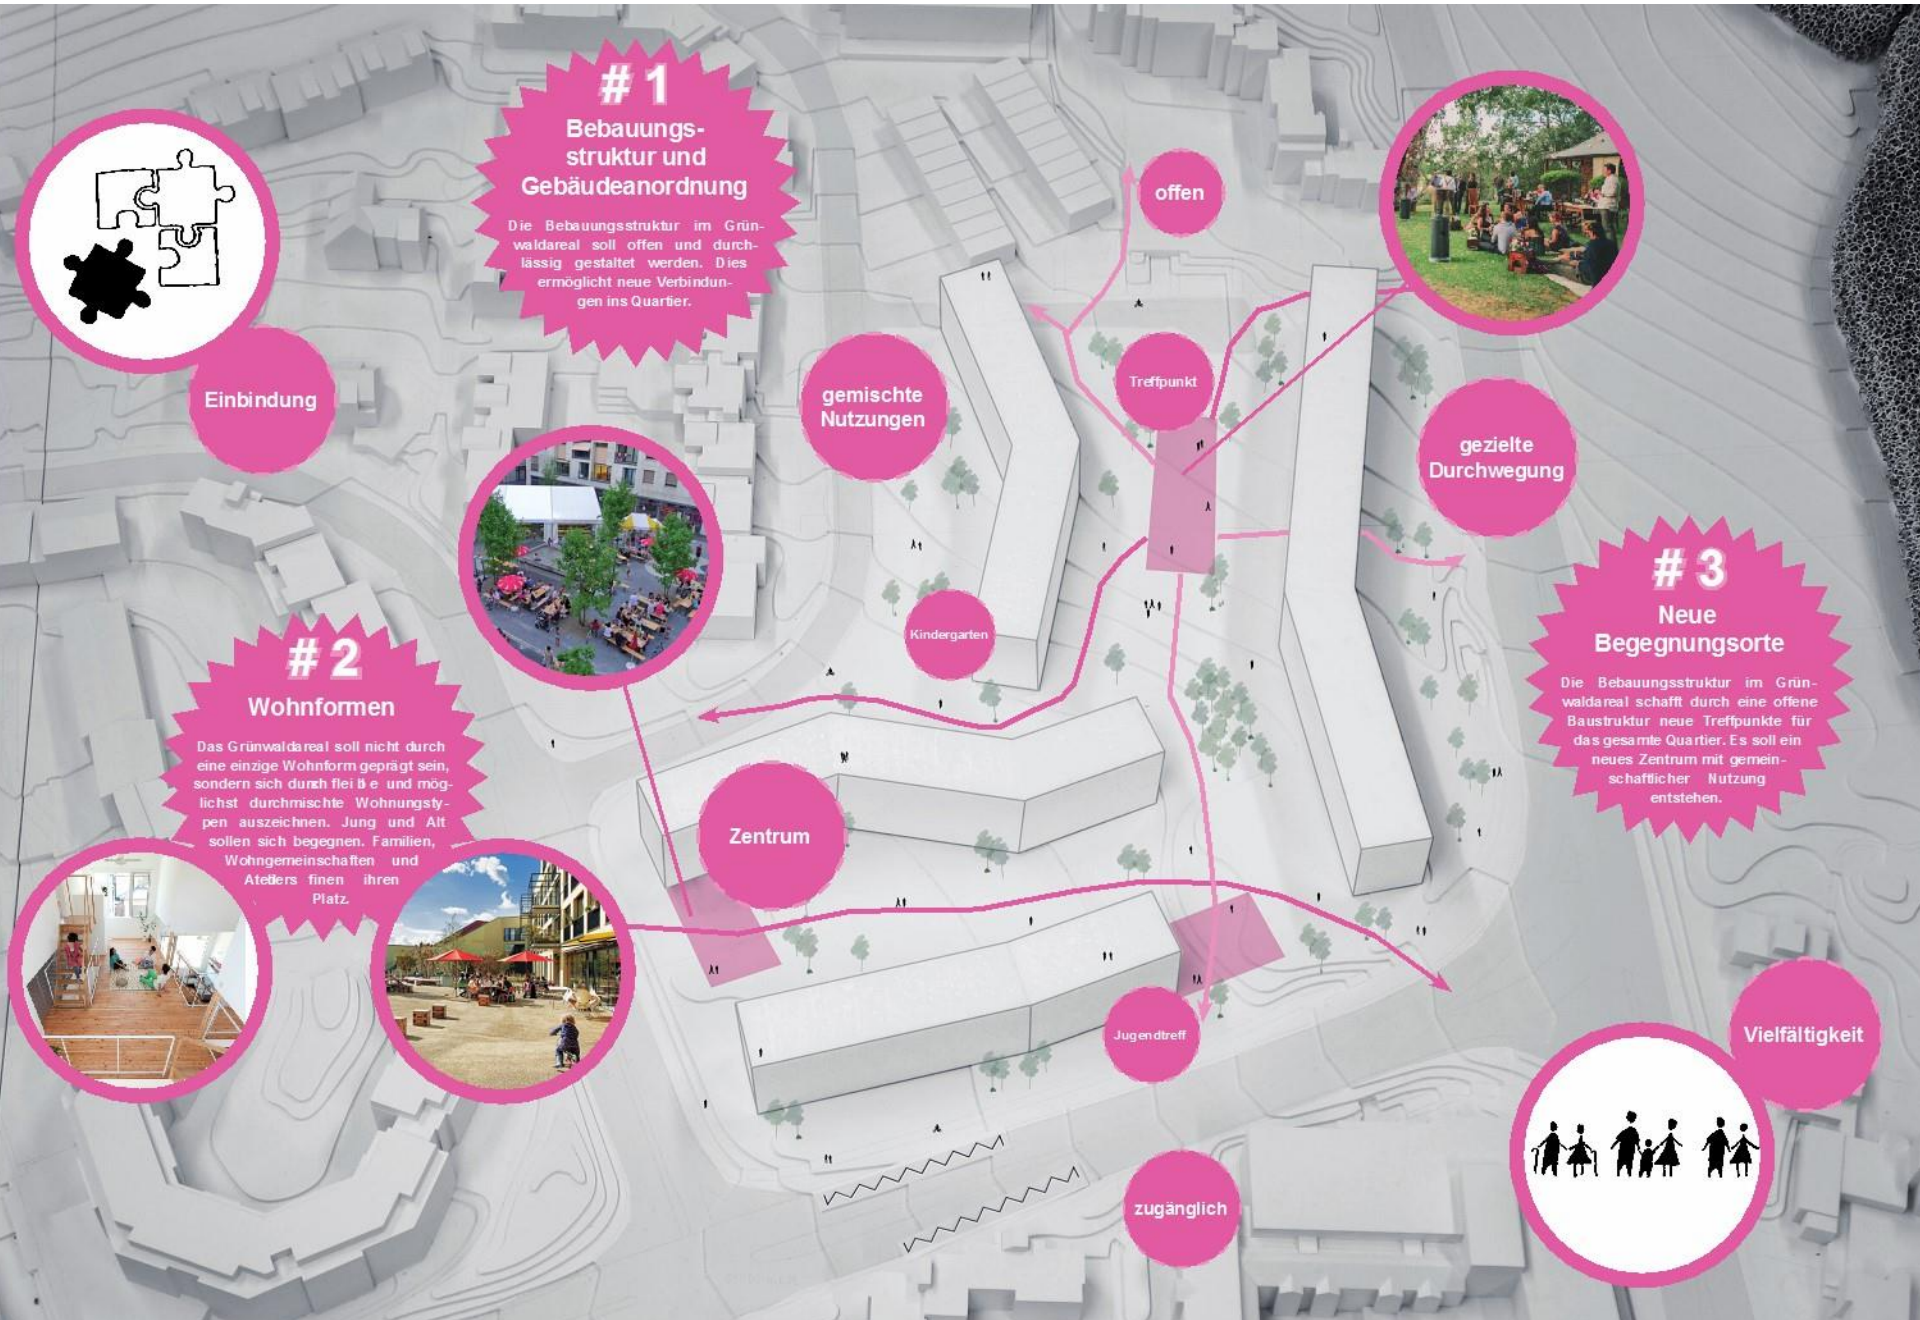 # 1
Bebauungs-
struktur und
Gebäudeanordnung
Die Bebauungsstruktur im Grün-
waldareal soll offen und durch-
lässig gestaltet werden. Dies
ermöglicht neue Verbindun-
gen ins Quartier.
offen
Einbindung
gemischte
Nutzungen
Treffpunkt
gezielte
Durchwegung
Kindergarten
# 2
Wohnformen
Das Grünwaldareal soll nicht durch
eine einzige Wohnform geprägt sein,
sondern sich durch und mög-
lichst durchmischte Wohnungsty-
pen auszeichnen. Jung und Alt
sollen sich begegnen. Familien,
Wohngemeinschaften und
finen ihren
Platz.
# 3
Neue
Begegnungsorte
Die Bebauungsstruktur im Grün-
waldareal schafft durch eine offene
Baustruktur neue Treffpunkte für
das gesamte Quartier. Es soll ein
neues Zentrum mit gemein-
schaftlicher Nutzung
entstehen.
Zentrum
Jugendtreff
Vielfältigkeit
zugänglich